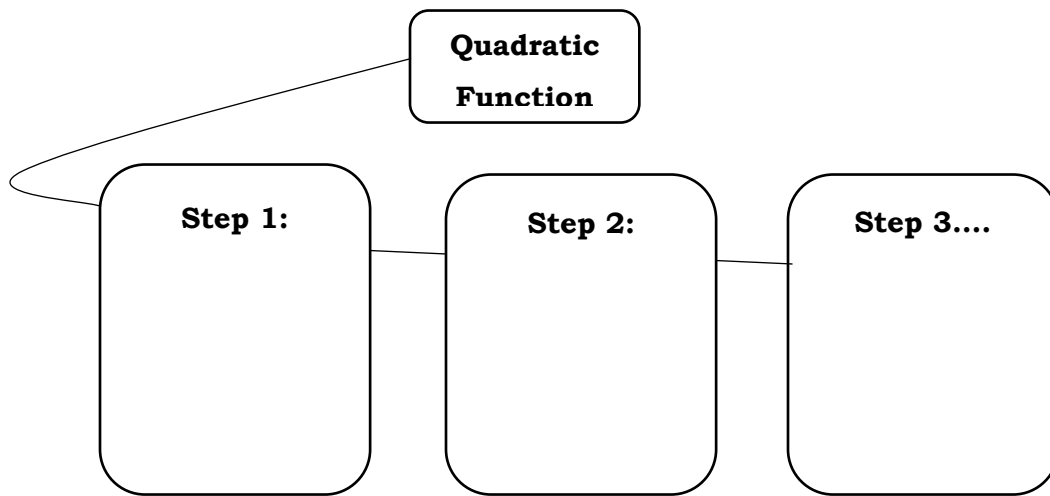 Quadratic
Function
Step 1:
Step 2:
Step 3....